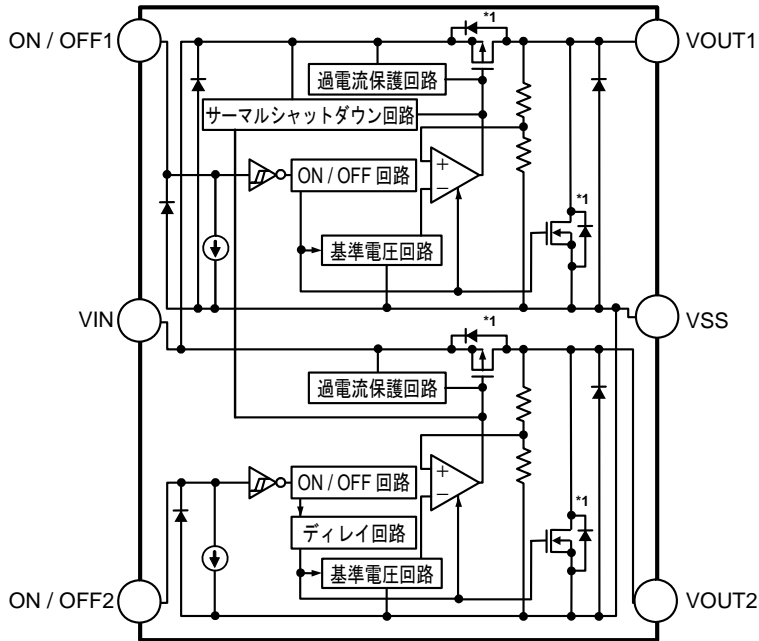 ON / OFF1
*1
VOUT1
過電流保護回路
サーマルシャットダウン回路
+
−
ON / OFF 回路
*1
基準電圧回路
VIN
*1
VSS
過電流保護回路
+
−
ON / OFF 回路
*1
ディレイ回路
基準電圧回路
ON / OFF2
VOUT2